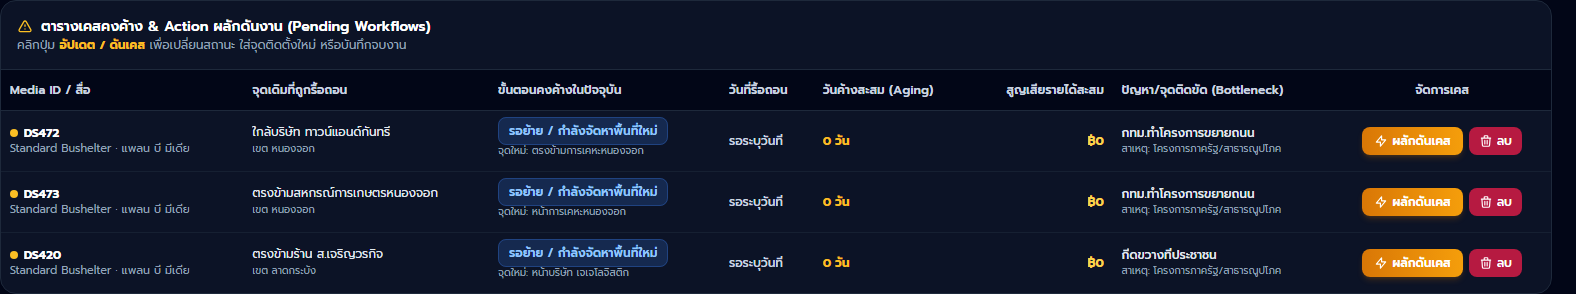 ตารางเคสคงค้าง & Action ผลักดันงาน (Pending Workflows)
คลิกปุ่ม อัปเดต / ดันเคส เพื่อเปลี่ยนสถานะ ใส่จุดติดตั้งใหม่ หรือบันทึกจบงาน
Media ID / สื่อ จุดเดิมที่ถูกรื้อถอน ขั้นตอนคงค้างในปัจจุบัน วันที่รื้อถอน วันค้างสะสม (Aging) สูญเสียรายได้สะสม ปัญหา/จุดติดขัด (Bottleneck) จัดการเคส
DS472 ใกล้บริษัท ทาวน์แอนด์กันทรี รอย้าย / กำลังจัดหาพื้นที่ใหม่ รอระบุวันที่ 0 วัน ฿0 กทม.ทำโครงการขยายถนน ผลักดันเคส ลบ
Standard Bushelter · แพลน บี มีเดีย เขต หนองจอก จุดใหม่: ตรงข้ามการเคหะหนองจอก สาเหตุ: โครงการภาครัฐ/สาธารณูปโภค
DS473 ตรงข้ามสหกรณ์การเกษตรหนองจอก รอย้าย / กำลังจัดหาพื้นที่ใหม่ รอระบุวันที่ 0 วัน ฿0 กทม.ทำโครงการขยายถนน ผลักดันเคส ลบ
Standard Bushelter · แพลน บี มีเดีย เขต หนองจอก จุดใหม่: หน้าการเคหะหนองจอก สาเหตุ: โครงการภาครัฐ/สาธารณูปโภค
DS420 ตรงข้ามร้าน ส.เจริญวรกิจ รอย้าย / กำลังจัดหาพื้นที่ใหม่ รอระบุวันที่ 0 วัน ฿0 กีดขวางที่ประชาชน ผลักดันเคส ลบ
Standard Bushelter · แพลน บี มีเดีย เขต ลาดกระบัง จุดใหม่: หน้าบริษัท เจเจโลจิสติก สาเหตุ: โครงการภาครัฐ/สาธารณูปโภค